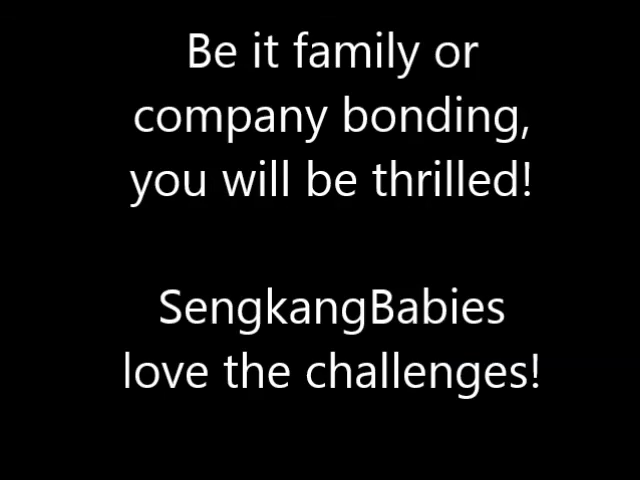 Be it family or
company bonding,
you will be thrilled!
SengkangBabies
love the challenges!